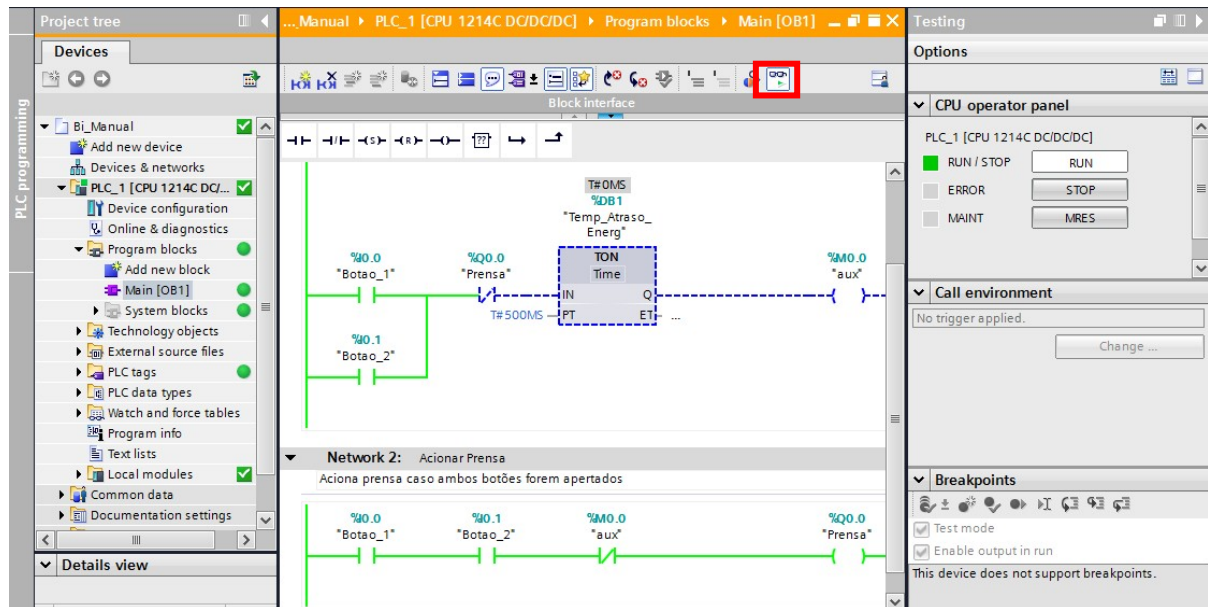 Project tree
Devices
PLC programming
Bi_Manual
Add new device
Devices & networks
PLC_1 [CPU 1214C DC/...
Device configuration
Online & diagnostics
Program blocks
Add new block
Main [OB1]
System blocks
Technology objects
External source files
PLC tags
PLC data types
Watch and force tables
Program info
Text lists
Local modules
Common data
Documentation settings
Details view
..._Manual ▸ PLC_1 [CPU 1214C DC/DC/DC] ▸ Program blocks ▸ Main [OB1]
Block interface
T#0MS
%DB1
"Temp_Atraso_
Energ"
%I0.0 %Q0.0 TON %M0.0
"Botao_1" "Prensa" Time "aux"
IN Q
T#500MS PT ET ...
%I0.1
"Botao_2"
Network 2: Acionar Prensa
Aciona prensa caso ambos botões forem apertados
%I0.0 %I0.1 %M0.0 %Q0.0
"Botao_1" "Botao_2" "aux" "Prensa"
Testing
Options
CPU operator panel
PLC_1 [CPU 1214C DC/DC/DC]
RUN / STOP RUN
ERROR STOP
MAINT MRES
Call environment
No trigger applied.
Change ...
Breakpoints
Test mode
Enable output in run
This device does not support breakpoints.